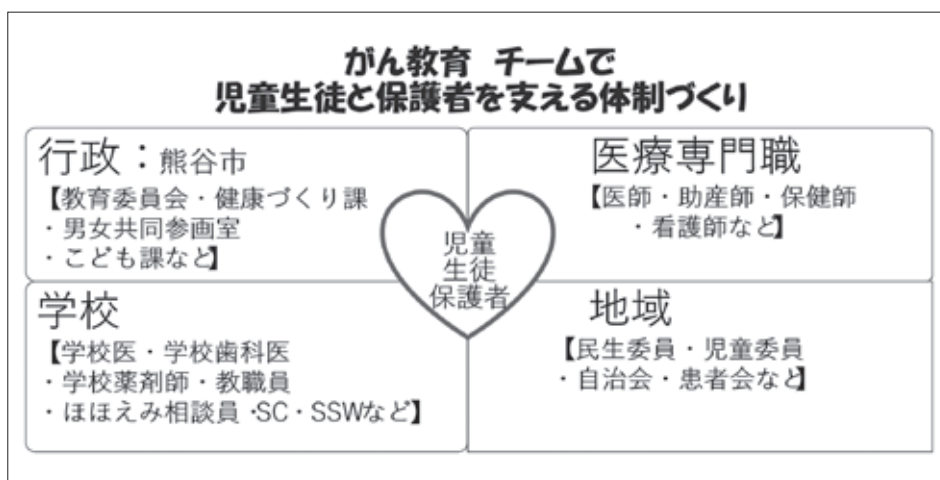 がん教育 チームで
児童生徒と保護者を支える体制づくり
行政：熊谷市
【教育委員会・健康づくり課
・男女共同参画室
・こども課など】
医療専門職
【医師・助産師・保健師
・看護師など】
児童
生徒
保護者
学校
【学校医・学校歯科医
・学校薬剤師・教職員
・ほほえみ相談員・SC・SSWなど】
地域
【民生委員・児童委員
・自治会・患者会など】